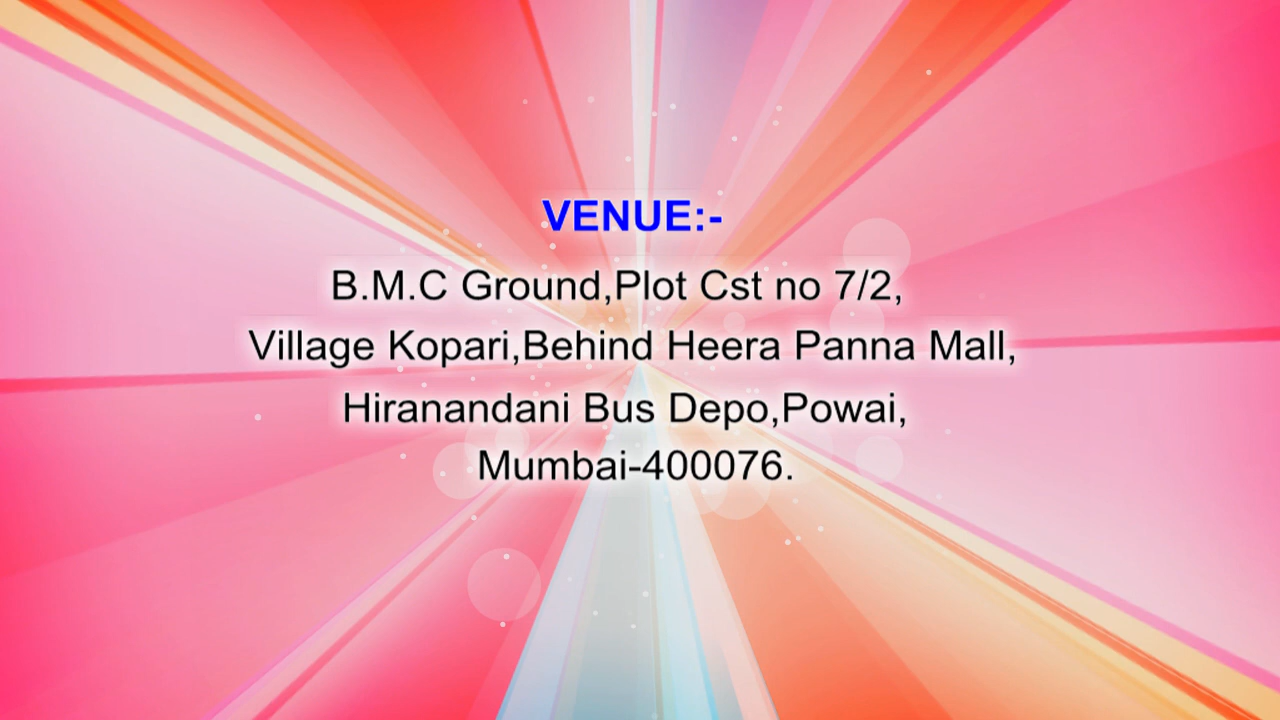 VENUE:-
B.M.C Ground,Plot Cst no 7/2,
Village Kopari,Behind Heera Panna Mall,
Hiranandani Bus Depo,Powai,
Mumbai-400076.